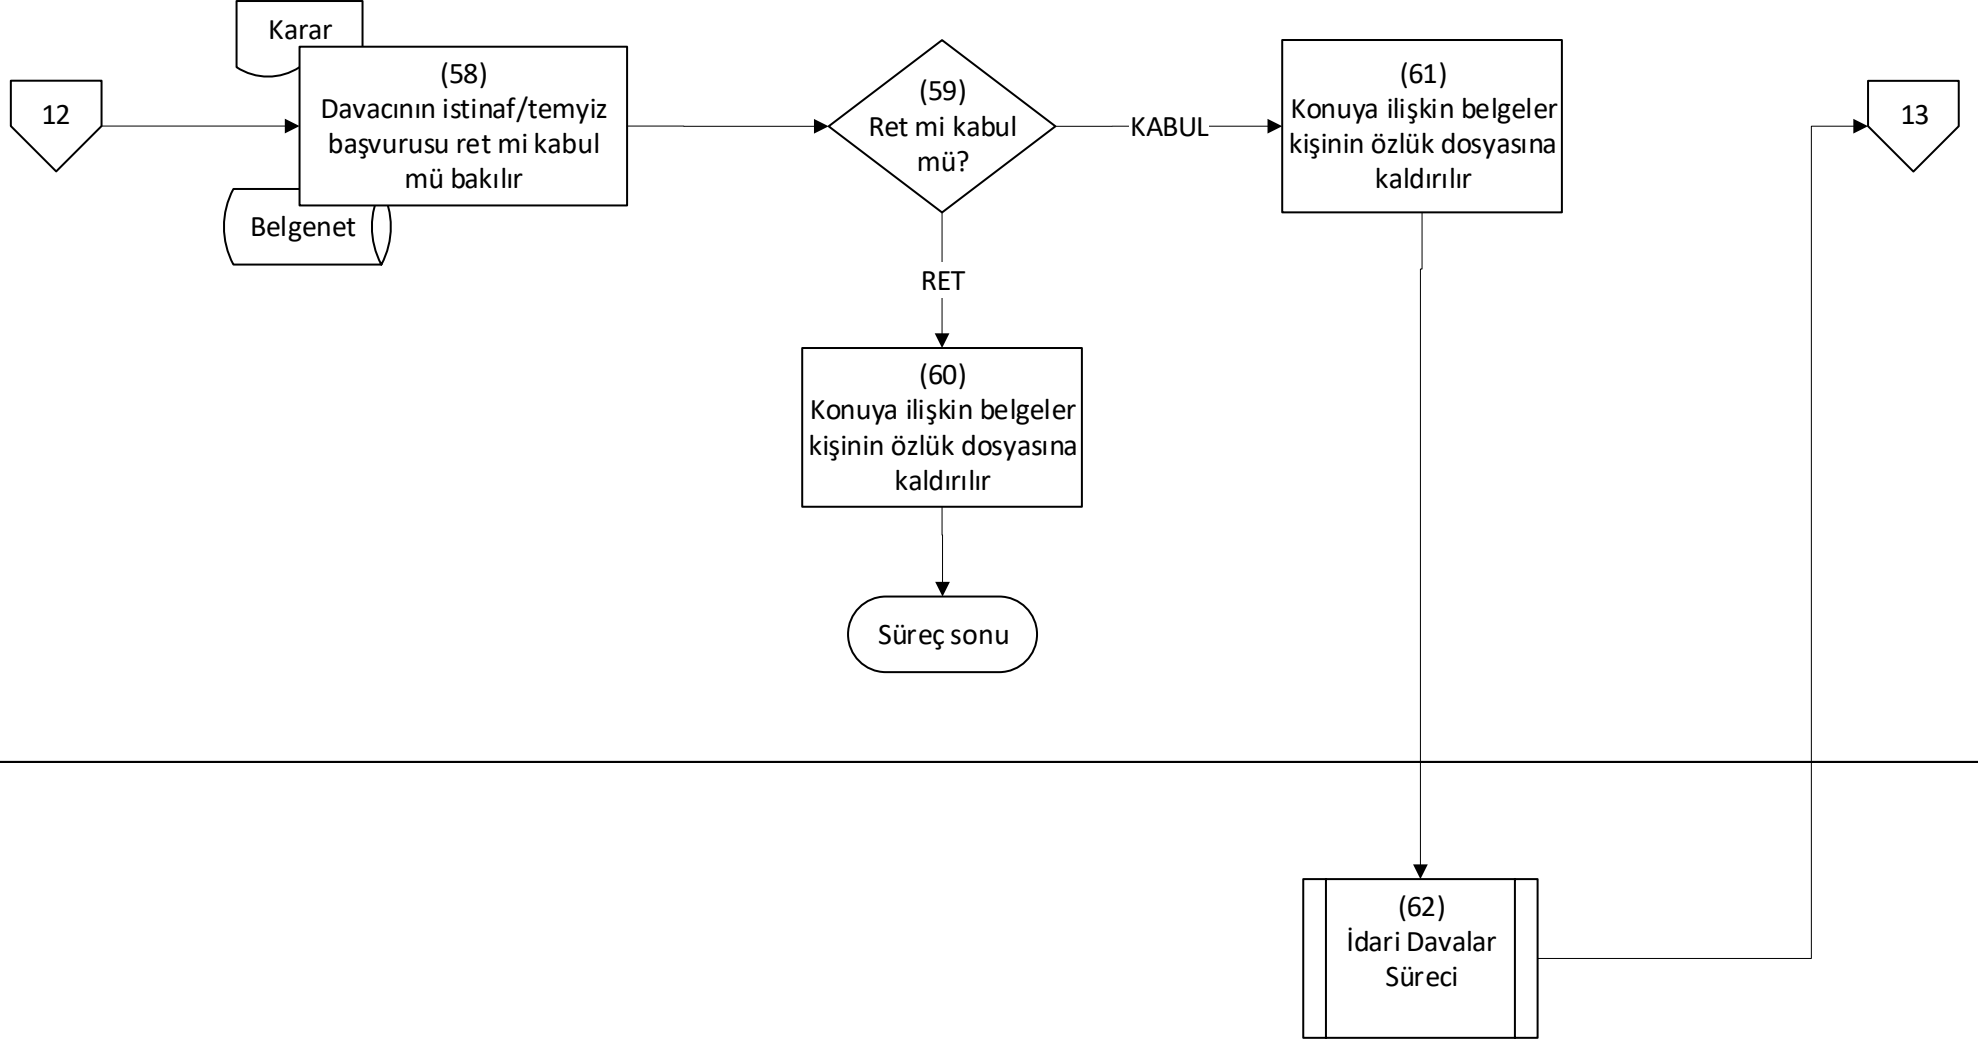 12
Karar
(58)
Davacının istinaf/temyiz
başvurusu ret mi kabul
mü bakılır
Belgenet
(59)
Ret mi kabul
mü?
KABUL
(61)
Konuya ilişkin belgeler
kişinin özlük dosyasına
kaldırılır
13
RET
(60)
Konuya ilişkin belgeler
kişinin özlük dosyasına
kaldırılır
Süreç sonu
(62)
İdari Davalar
Süreci